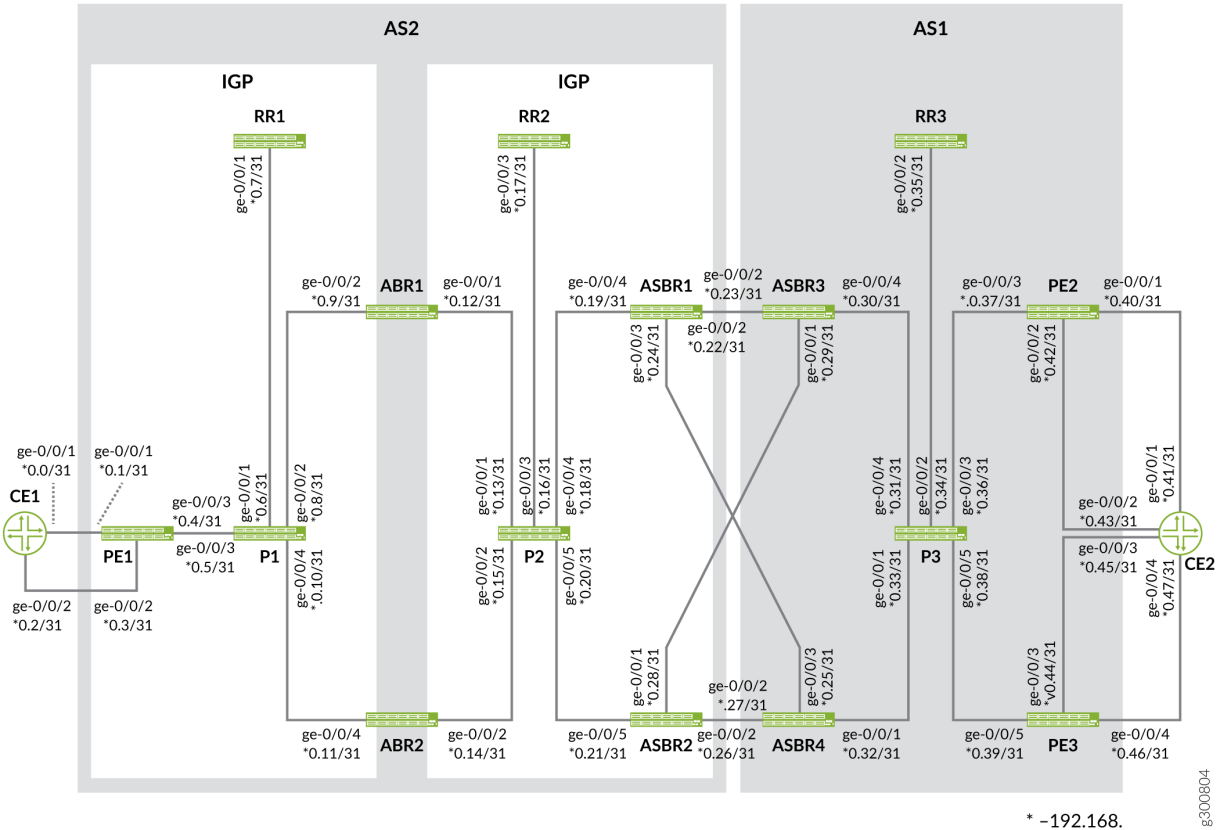 AS2
AS1
IGP
IGP
RR1
RR2
RR3
ge-0/0/1
*0.7/31
ge-0/0/3
*0.17/31
ge-0/0/2
*0.35/31
ge-0/0/2
*0.9/31
ABR1
ge-0/0/1
*0.12/31
ge-0/0/4
*0.19/31
ASBR1
ge-0/0/2
*0.23/31
ge-0/0/2
*0.22/31
ASBR3
ge-0/0/4
*0.30/31
ge-0/0/3
*.0.37/31
PE2
ge-0/0/1
*0.40/31
ge-0/0/3
*0.24/31
ge-0/0/1
*0.29/31
ge-0/0/2
*0.42/31
ge-0/0/1
*0.0/31
ge-0/0/1
*0.1/31
CE1
PE1
ge-0/0/3
*0.4/31
ge-0/0/3
*0.5/31
ge-0/0/1
*0.6/31
ge-0/0/2
*0.8/31
P1
ge-0/0/4
*.0.10/31
ge-0/0/1
*0.13/31
ge-0/0/3
*0.16/31
ge-0/0/4
*0.18/31
P2
ge-0/0/2
*0.15/31
ge-0/0/5
*0.20/31
ge-0/0/4
*0.31/31
ge-0/0/2
*0.34/31
ge-0/0/3
*0.36/31
P3
ge-0/0/1
*0.33/31
ge-0/0/5
*0.38/31
ge-0/0/1
*0.41/31
ge-0/0/2
*0.43/31
ge-0/0/3
*0.45/31
CE2
ge-0/0/4
*0.47/31
ge-0/0/2
*0.2/31
ge-0/0/2
*0.3/31
ge-0/0/1
*0.28/31
ge-0/0/2
*.27/31
ge-0/0/3
*0.25/31
ge-0/0/3
*v0.44/31
ge-0/0/4
*0.11/31
ABR2
ge-0/0/2
*0.14/31
ge-0/0/5
*0.21/31
ASBR2
ge-0/0/2
*0.26/31
ASBR4
ge-0/0/1
*0.32/31
ge-0/0/5
*0.39/31
PE3
ge-0/0/4
*0.46/31
* –192.168.
g300804